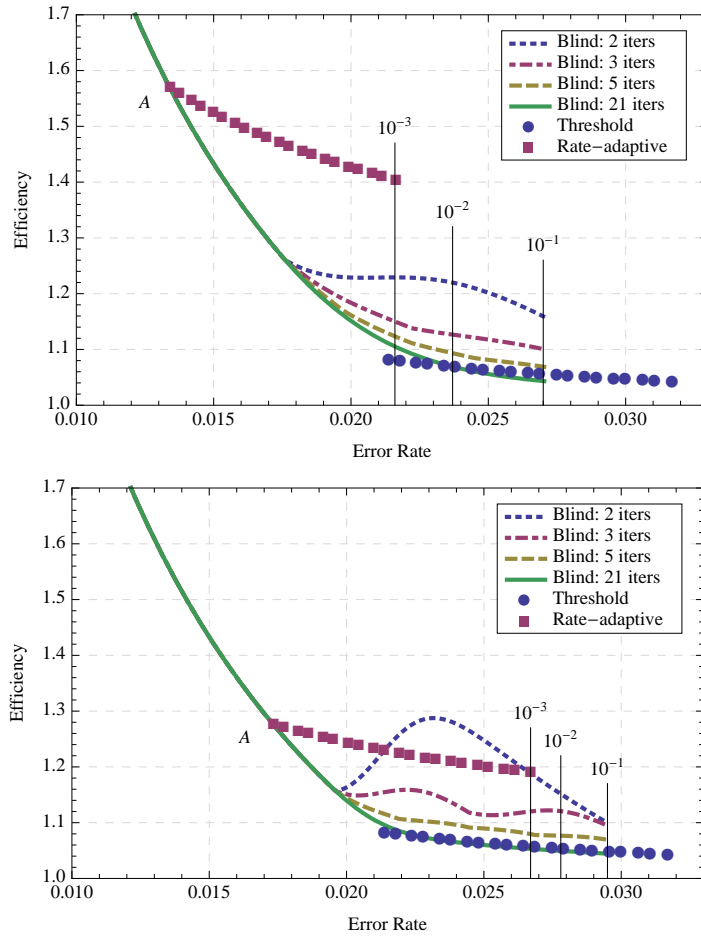 1.7
1.6
1.5
1.4
1.3
1.2
1.1
1.0
Efficiency
A
10⁻³
10⁻²
10⁻¹
Blind: 2 iters
Blind: 3 iters
Blind: 5 iters
Blind: 21 iters
Threshold
Rate−adaptive
0.010 0.015 0.020 0.025 0.030
Error Rate
1.7
1.6
1.5
1.4
1.3
1.2
1.1
1.0
Efficiency
A
10⁻³
10⁻²
10⁻¹
Blind: 2 iters
Blind: 3 iters
Blind: 5 iters
Blind: 21 iters
Threshold
Rate−adaptive
0.010 0.015 0.020 0.025 0.030
Error Rate